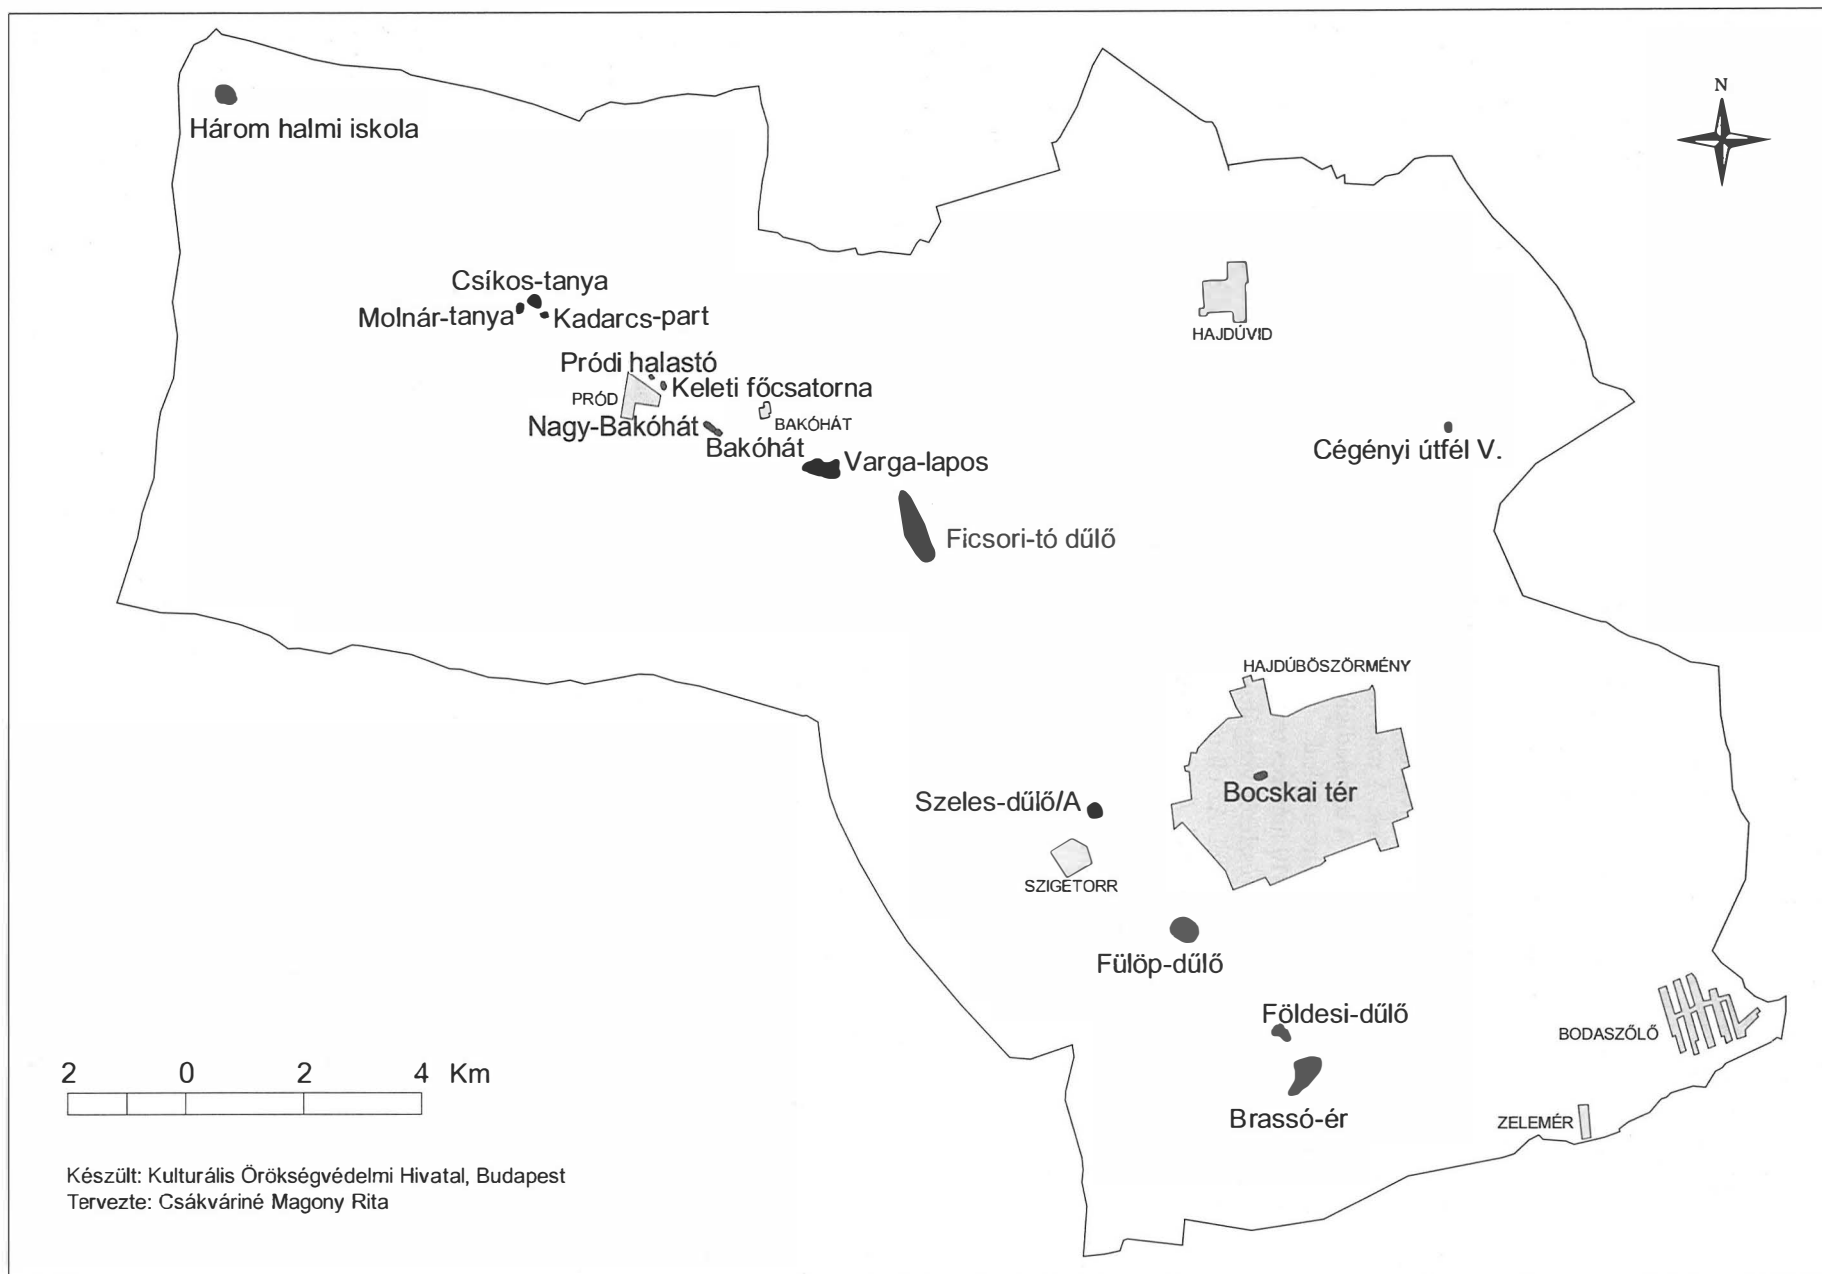 N
Három halmi iskola
Csíkos-tanya
Molnár-tanya
Kadarcs-part
HAJDÚVID
Pródi halastó
Keleti főcsatorna
PRÓD
Nagy-Bakóhát
BAKÓHÁT
Bakóhát
Varga-lapos
Cégényi útfél V.
Ficsori-tó dűlő
HAJDÚBÖSZÖRMÉNY
Bocskai tér
Szeles-dűlő/A
SZIGETORR
Fülöp-dűlő
Földesi-dűlő
BODASZŐLŐ
Brassó-ér
ZELEMÉR
2 0 2 4 Km
Készült: Kulturális Örökségvédelmi Hivatal, Budapest
Tervezte: Csákváriné Magony Rita